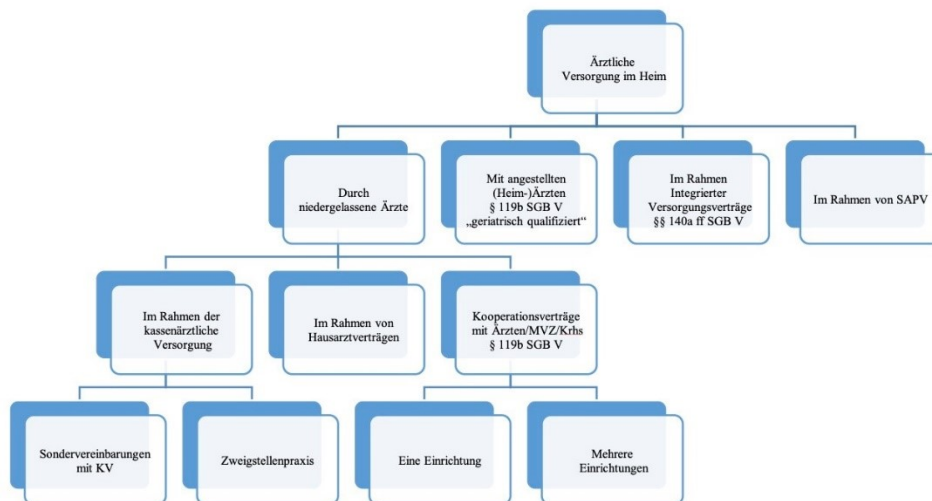 Ärztliche
Versorgung im Heim
Durch
niedergelassene Ärzte
Mit angestellten
(Heim-)Ärzten
§ 119b SGB V
„geriatrisch qualifiziert“
Im Rahmen
Integrierter
Versorgungsverträge
§§ 140a ff SGB V
Im Rahmen von SAPV
Im Rahmen der
kassenärztliche
Versorgung
Im Rahmen von
Hausarztverträgen
Kooperationsverträge
mit Ärzten/MVZ/Krhs
§ 119b SGB V
Sondervereinbarungen
mit KV
Zweigstellenpraxis
Eine Einrichtung
Mehrere
Einrichtungen